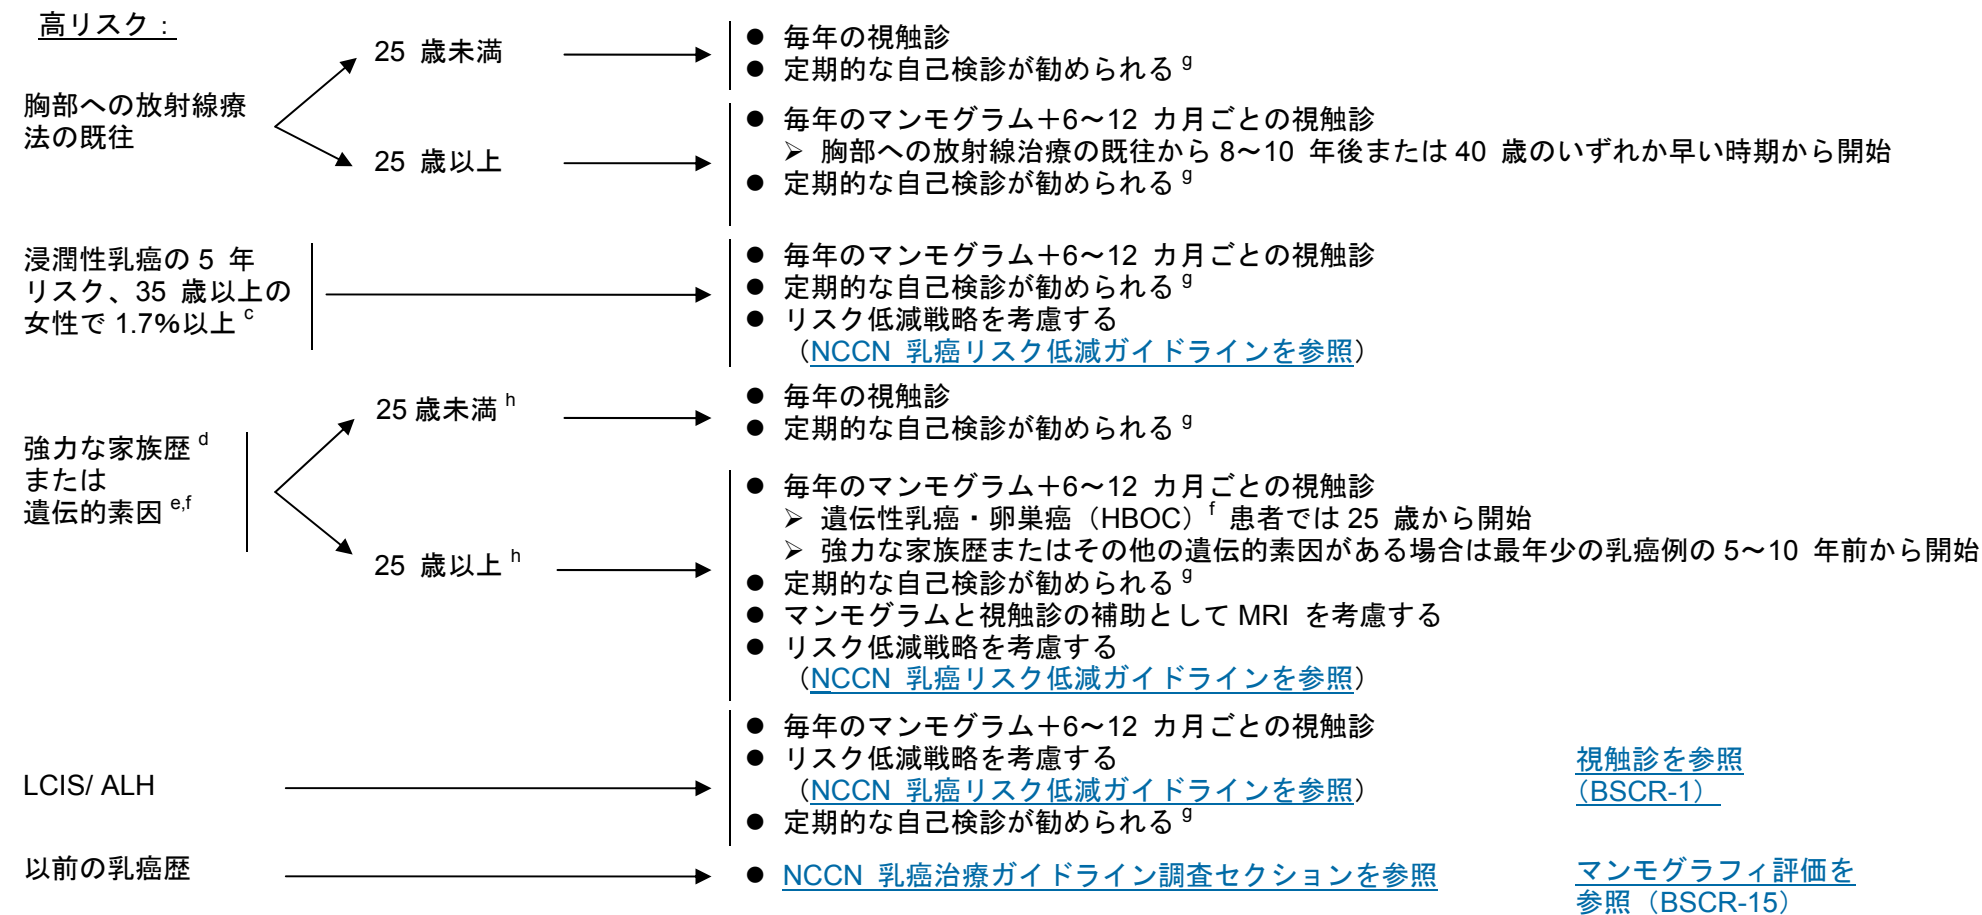 高リスク：
胸部への放射線療
法の既往
25 歳未満
● 毎年の視触診
● 定期的な自己検診が勧められる g
25 歳以上
● 毎年のマンモグラム＋6～12 カ月ごとの視触診
➢ 胸部への放射線治療の既往から 8～10 年後または 40 歳のいずれか早い時期から開始
● 定期的な自己検診が勧められる g
浸潤性乳癌の 5 年
リスク、35 歳以上の
女性で 1.7%以上 c
● 毎年のマンモグラム＋6～12 カ月ごとの視触診
● 定期的な自己検診が勧められる g
● リスク低減戦略を考慮する
（NCCN 乳癌リスク低減ガイドラインを参照）
強力な家族歴 d
または
遺伝的素因 e,f
25 歳未満 h
● 毎年の視触診
● 定期的な自己検診が勧められる g
25 歳以上 h
● 毎年のマンモグラム＋6～12 カ月ごとの視触診
➢ 遺伝性乳癌・卵巣癌（HBOC）f 患者では 25 歳から開始
➢ 強力な家族歴またはその他の遺伝的素因がある場合は最年少の乳癌例の 5～10 年前から開始
● 定期的な自己検診が勧められる g
● マンモグラムと視触診の補助として MRI を考慮する
● リスク低減戦略を考慮する
（NCCN 乳癌リスク低減ガイドラインを参照）
LCIS/ ALH
● 毎年のマンモグラム＋6～12 カ月ごとの視触診
● リスク低減戦略を考慮する
（NCCN 乳癌リスク低減ガイドラインを参照）
● 定期的な自己検診が勧められる g
視触診を参照
（BSCR-1）
以前の乳癌歴
● NCCN 乳癌治療ガイドライン調査セクションを参照
マンモグラフィ評価を
参照（BSCR-15）